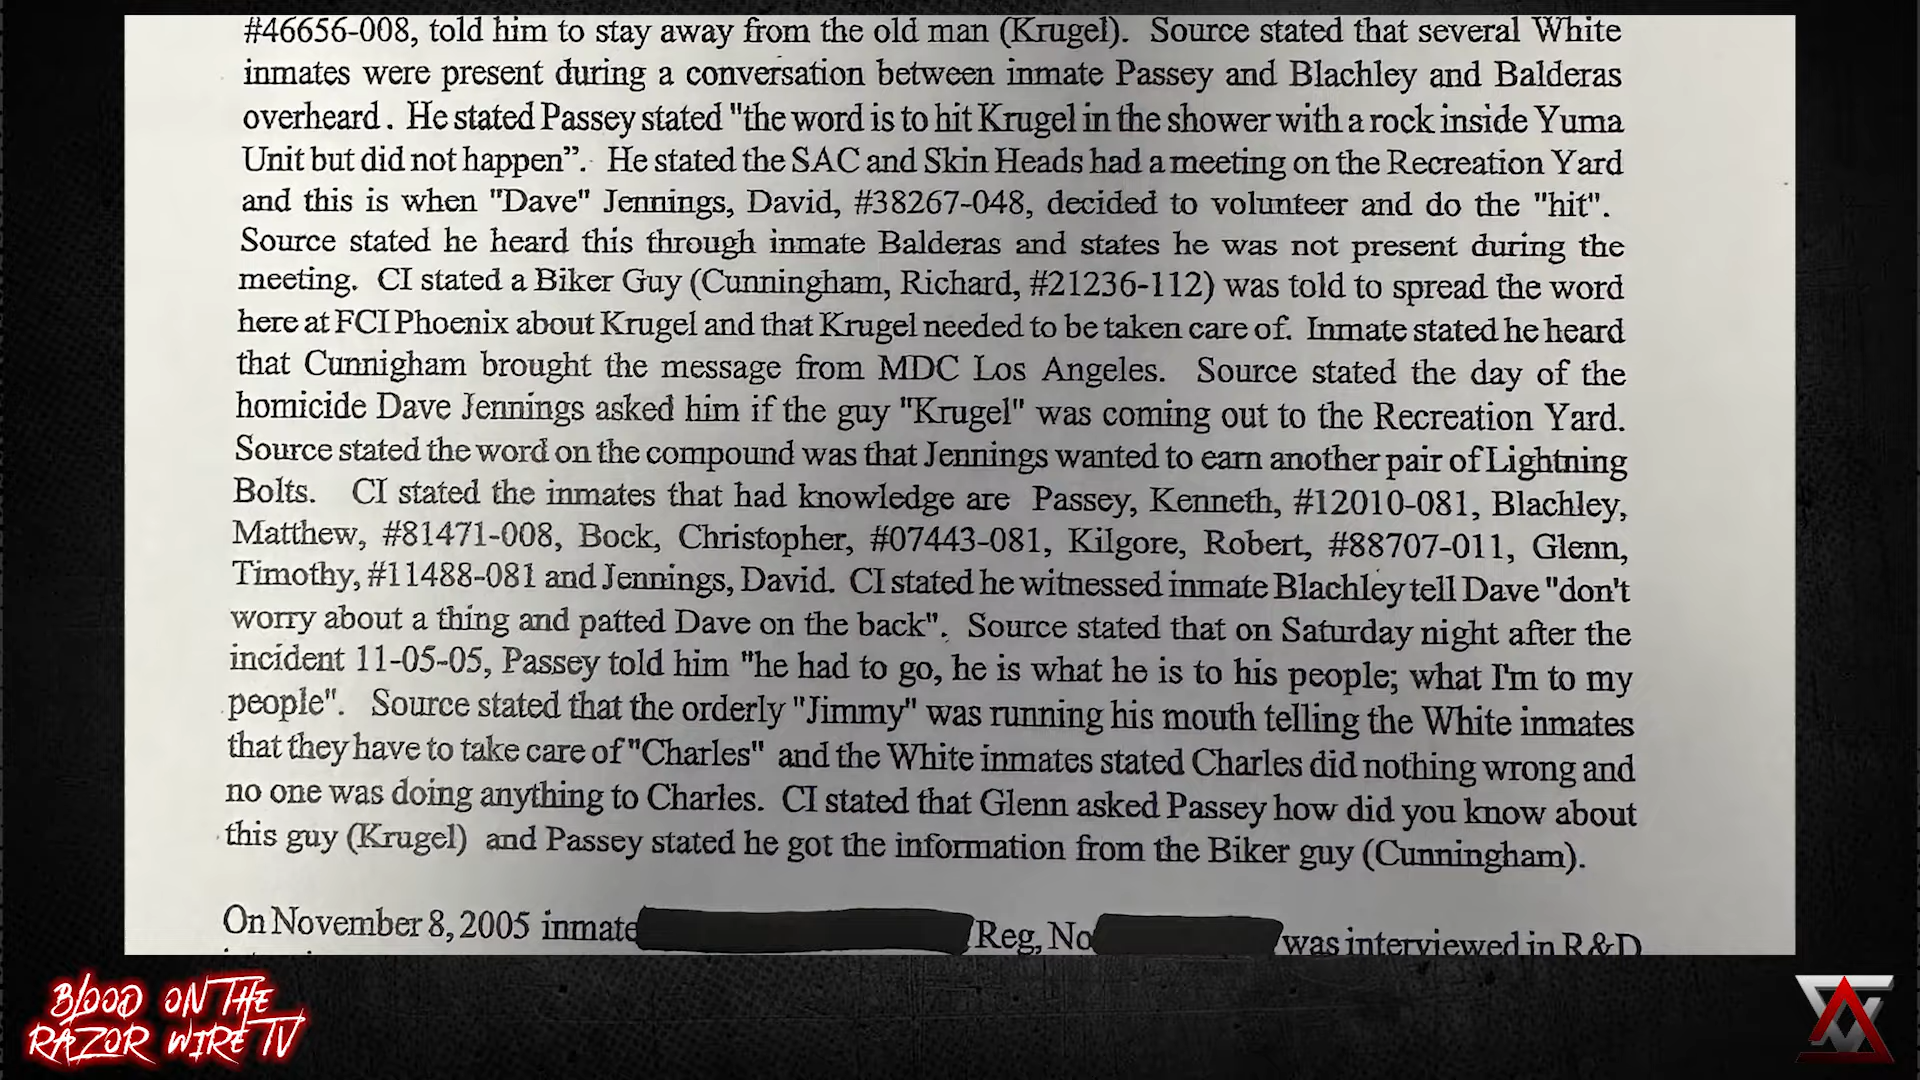 #46656-008, told him to stay away from the old man (Krugel). Source stated that several White
inmates were present during a conversation between inmate Passey and Blachley and Balderas
overheard. He stated Passey stated "the word is to hit Krugel in the shower with a rock inside Yuma
Unit but did not happen”. He stated the SAC and Skin Heads had a meeting on the Recreation Yard
and this is when "Dave" Jennings, David, #38267-048, decided to volunteer and do the "hit".
Source stated he heard this through inmate Balderas and states he was not present during the
meeting. CI stated a Biker Guy (Cunningham, Richard, #21236-112) was told to spread the word
here at FCI Phoenix about Krugel and that Krugel needed to be taken care of. Inmate stated he heard
that Cunnigham brought the message from MDC Los Angeles. Source stated the day of the
homicide Dave Jennings asked him if the guy "Krugel" was coming out to the Recreation Yard.
Source stated the word on the compound was that Jennings wanted to earn another pair of Lightning
Bolts. CI stated the inmates that had knowledge are Passey, Kenneth, #12010-081, Blachley,
Matthew, #81471-008, Bock, Christopher, #07443-081, Kilgore, Robert, #88707-011, Glenn,
Timothy, #11488-081 and Jennings, David. CI stated he witnessed inmate Blachley tell Dave "don't
worry about a thing and patted Dave on the back". Source stated that on Saturday night after the
incident 11-05-05, Passey told him "he had to go, he is what he is to his people; what I'm to my
people". Source stated that the orderly "Jimmy" was running his mouth telling the White inmates
that they have to take care of "Charles" and the White inmates stated Charles did nothing wrong and
no one was doing anything to Charles. CI stated that Glenn asked Passey how did you know about
this guy (Krugel) and Passey stated he got the information from the Biker guy (Cunningham).
On November 8, 2005 inmate Reg, No was interviewed in R&D
BLOOD ON THE
RAZOR WIRE TV